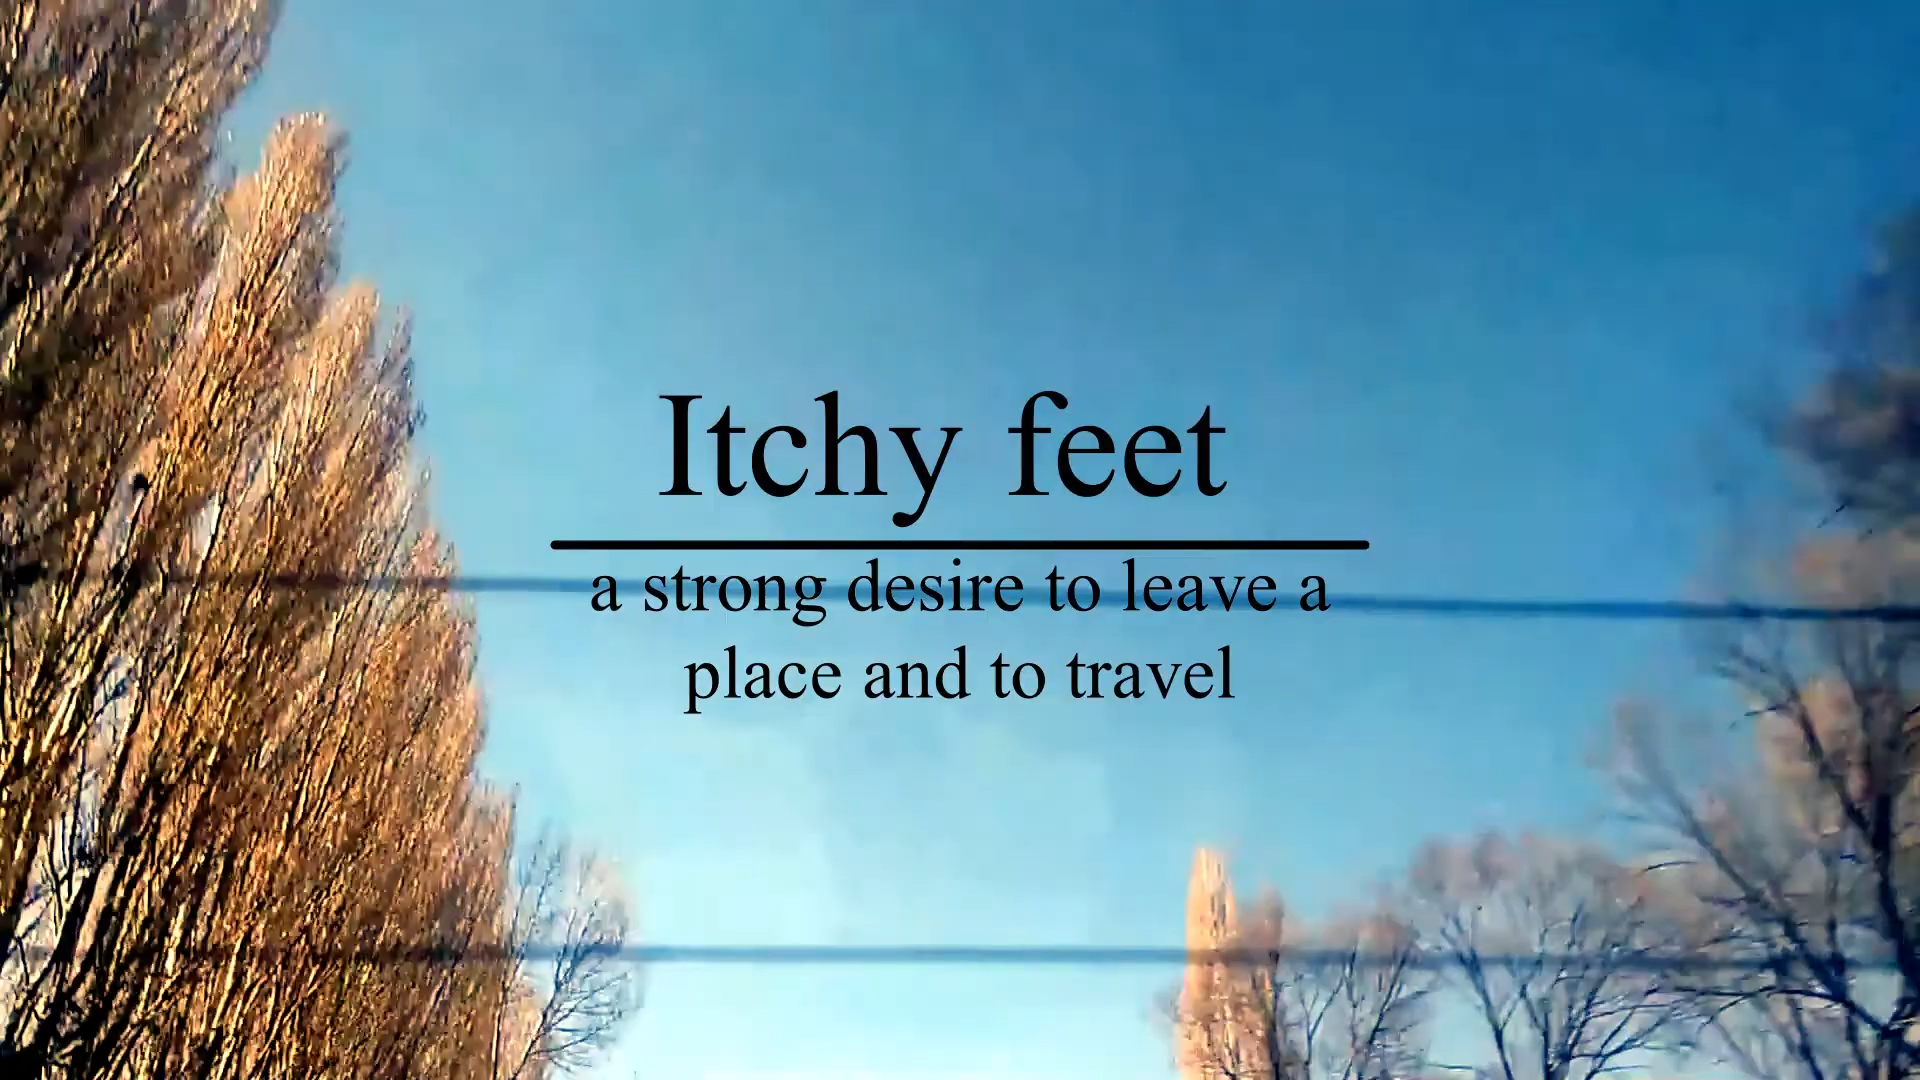 Itchy feet
a strong desire to leave a
place and to travel